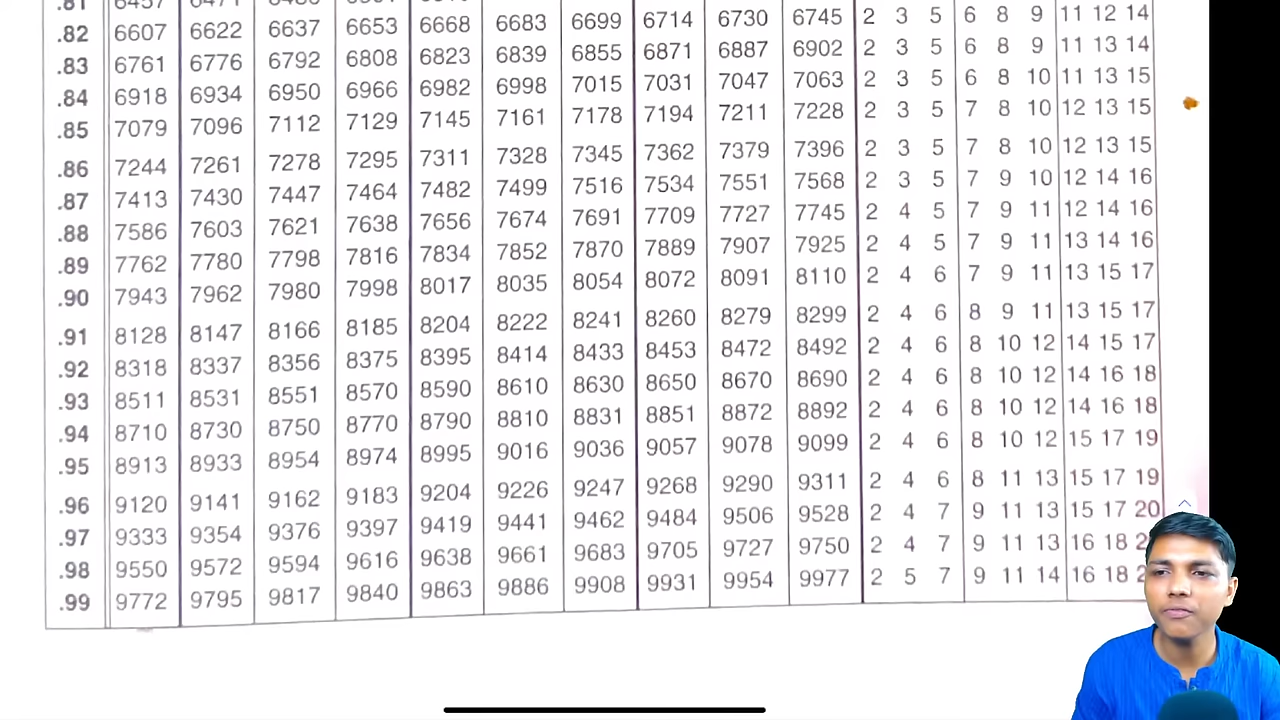 .81 6457 6471
.82 6607 6622 6637 6653 6668 6683 6699 6714 6730 6745 2 3 5 6 8 9 11 12 14
.83 6761 6776 6792 6808 6823 6839 6855 6871 6887 6902 2 3 5 6 8 9 11 13 14
.84 6918 6934 6950 6966 6982 6998 7015 7031 7047 7063 2 3 5 6 8 10 11 13 15
.85 7079 7096 7112 7129 7145 7161 7178 7194 7211 7228 2 3 5 7 8 10 12 13 15
.86 7244 7261 7278 7295 7311 7328 7345 7362 7379 7396 2 3 5 7 8 10 12 13 15
.87 7413 7430 7447 7464 7482 7499 7516 7534 7551 7568 2 3 5 7 9 10 12 14 16
.88 7586 7603 7621 7638 7656 7674 7691 7709 7727 7745 2 4 5 7 9 11 12 14 16
.89 7762 7780 7798 7816 7834 7852 7870 7889 7907 7925 2 4 5 7 9 11 13 14 16
.90 7943 7962 7980 7998 8017 8035 8054 8072 8091 8110 2 4 6 7 9 11 13 15 17
.91 8128 8147 8166 8185 8204 8222 8241 8260 8279 8299 2 4 6 8 9 11 13 15 17
.92 8318 8337 8356 8375 8395 8414 8433 8453 8472 8492 2 4 6 8 10 12 14 15 17
.93 8511 8531 8551 8570 8590 8610 8630 8650 8670 8690 2 4 6 8 10 12 14 16 18
.94 8710 8730 8750 8770 8790 8810 8831 8851 8872 8892 2 4 6 8 10 12 14 16 18
.95 8913 8933 8954 8974 8995 9016 9036 9057 9078 9099 2 4 6 8 10 12 15 17 19
.96 9120 9141 9162 9183 9204 9226 9247 9268 9290 9311 2 4 6 8 11 13 15 17 19
.97 9333 9354 9376 9397 9419 9441 9462 9484 9506 9528 2 4 7 9 11 13 15 17 20
.98 9550 9572 9594 9616 9638 9661 9683 9705 9727 9750 2 4 7 9 11 13 16 18
.99 9772 9795 9817 9840 9863 9886 9908 9931 9954 9977 2 5 7 9 11 14 16 18